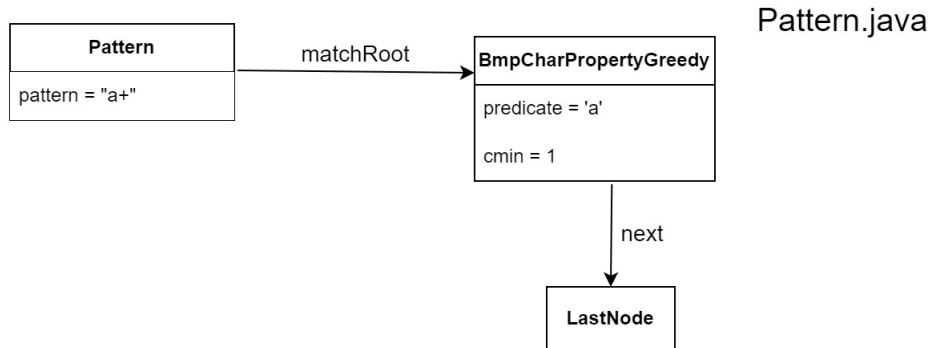 Pattern.java
Pattern
pattern = "a+"
matchRoot
BmpCharPropertyGreedy
predicate = 'a'
cmin = 1
next
LastNode